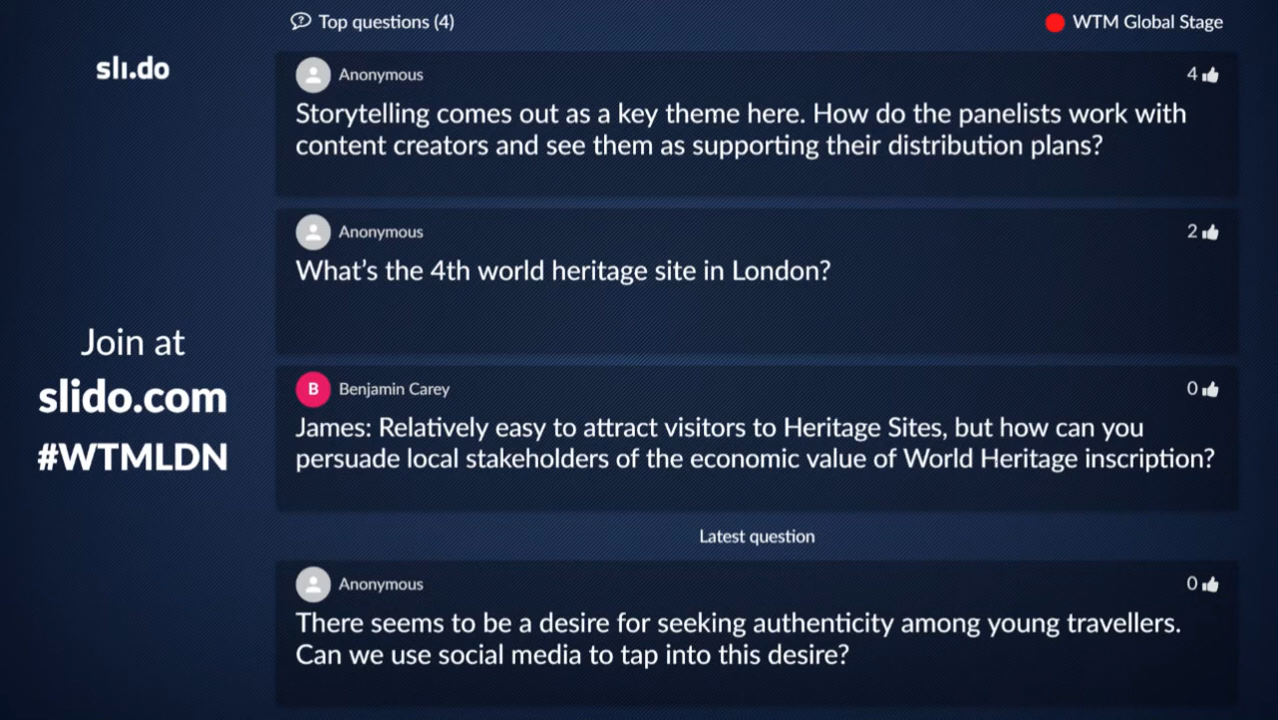 Top questions (4)
WTM Global Stage
sli.do
Anonymous
4
Storytelling comes out as a key theme here. How do the panelists work with
content creators and see them as supporting their distribution plans?
Anonymous
2
What's the 4th world heritage site in London?
Join at
slido.com
#WTMLDN
B
Benjamin Carey
0
James: Relatively easy to attract visitors to Heritage Sites, but how can you
persuade local stakeholders of the economic value of World Heritage inscription?
Latest question
Anonymous
0
There seems to be a desire for seeking authenticity among young travellers.
Can we use social media to tap into this desire?